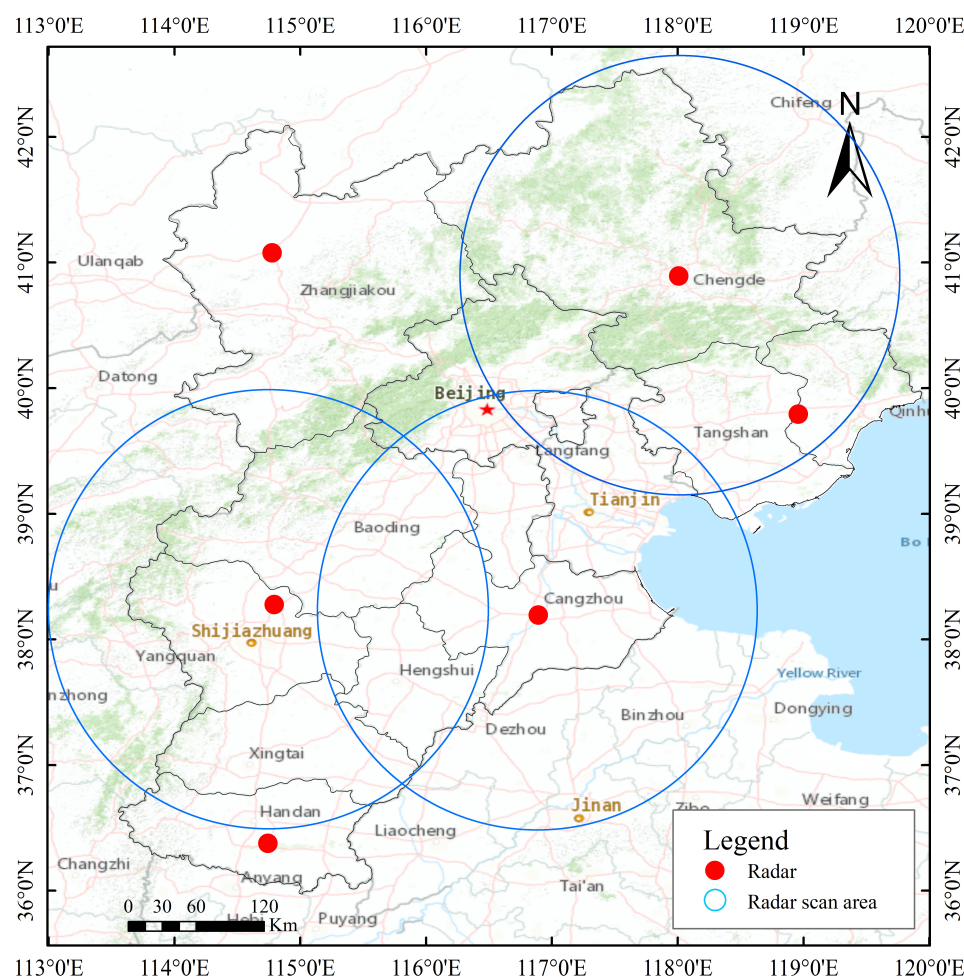 113°0'E 114°0'E 115°0'E 116°0'E 117°0'E 118°0'E 119°0'E 120°0'E
42°0'N
41°0'N
40°0'N
39°0'N
38°0'N
37°0'N
36°0'N
42°0'N
41°0'N
40°0'N
39°0'N
38°0'N
37°0'N
36°0'N
Chifeng
N
Ulanqab
Zhangjiakou
Chengde
Datong
Beijing
Qinhu
Tangshan
Langfang
Tianjin
Baoding
Bo
u
Cangzhou
Shijiazhuang
Yangquan
Hengshui
Yellow River
nzhong
Dongying
Binzhou
Dezhou
Xingtai
Weifang
Jinan
Zibo
Handan
Liaocheng
Changzhi
Anyang
Tai'an
Hebi
Puyang
Legend
Radar
Radar scan area
0 30 60 120
Km
113°0'E 114°0'E 115°0'E 116°0'E 117°0'E 118°0'E 119°0'E 120°0'E